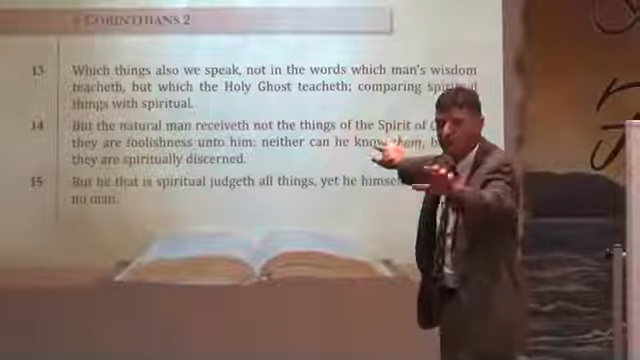 1 CORINTHIANS 2
13 Which things also we speak, not in the words which man's wisdom
teacheth, but which the Holy Ghost teacheth; comparing spiritual
things with spiritual.
14 But the natural man receiveth not the things of the Spirit of
they are foolishness unto him: neither can he know them,
they are spiritually discerned.
15 But he that is spiritual judgeth all things, yet he
no man.